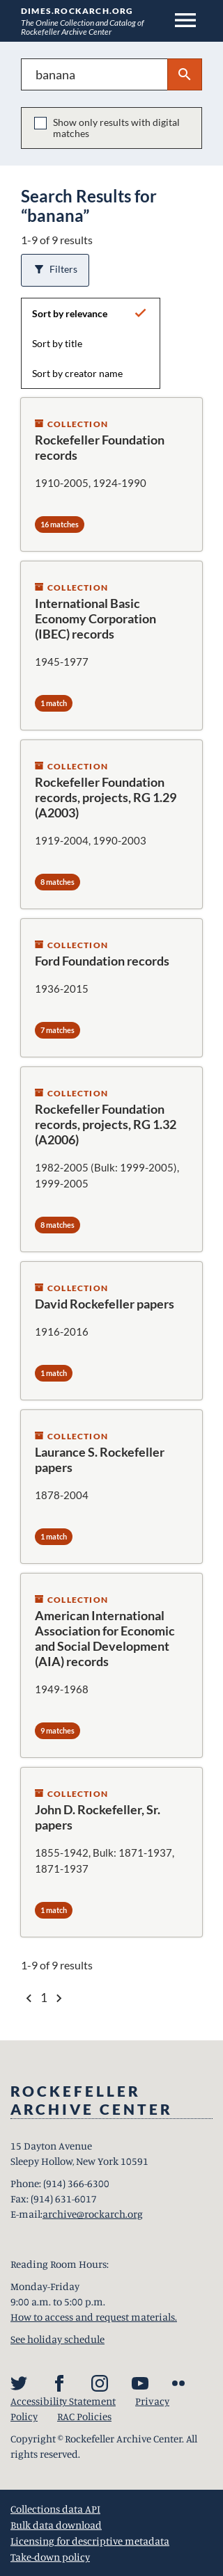 DIMES.ROCKARCH.ORG
The Online Collection and Catalog of
Rockefeller Archive Center
banana
Show only results with digital
matches
Search Results for
“banana”
1-9 of 9 results
Filters
Sort by relevance
Sort by title
Sort by creator name
COLLECTION
Rockefeller Foundation
records
1910-2005, 1924-1990
16 matches
COLLECTION
International Basic
Economy Corporation
(IBEC) records
1945-1977
1 match
COLLECTION
Rockefeller Foundation
records, projects, RG 1.29
(A2003)
1919-2004, 1990-2003
8 matches
COLLECTION
Ford Foundation records
1936-2015
7 matches
COLLECTION
Rockefeller Foundation
records, projects, RG 1.32
(A2006)
1982-2005 (Bulk: 1999-2005),
1999-2005
8 matches
COLLECTION
David Rockefeller papers
1916-2016
1 match
COLLECTION
Laurance S. Rockefeller
papers
1878-2004
1 match
COLLECTION
American International
Association for Economic
and Social Development
(AIA) records
1949-1968
9 matches
COLLECTION
John D. Rockefeller, Sr.
papers
1855-1942, Bulk: 1871-1937,
1871-1937
1 match
1-9 of 9 results
1
ROCKEFELLER
ARCHIVE CENTER
15 Dayton Avenue
Sleepy Hollow, New York 10591
Phone: (914) 366-6300
Fax: (914) 631-6017
E-mail:archive@rockarch.org
Reading Room Hours:
Monday-Friday
9:00 a.m. to 5:00 p.m.
How to access and request materials.
See holiday schedule
Accessibility Statement Privacy
Policy RAC Policies
Copyright © Rockefeller Archive Center. All
rights reserved.
Collections data API
Bulk data download
Licensing for descriptive metadata
Take-down policy